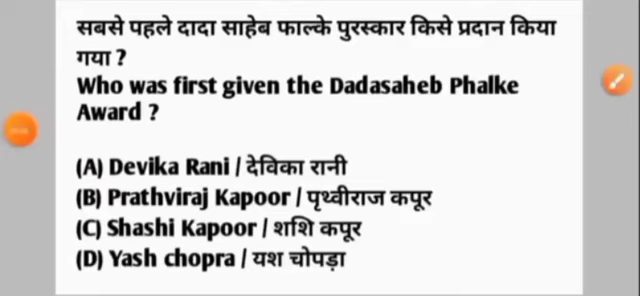 सबसे पहले दादा साहेब फाल्के पुरस्कार किसे प्रदान किया
गया ?
Who was first given the Dadasaheb Phalke
Award ?
(A) Devika Rani / देविका रानी
(B) Prathviraj Kapoor / पृथ्वीराज कपूर
(C) Shashi Kapoor / शशि कपूर
(D) Yash chopra / यश चोपड़ा